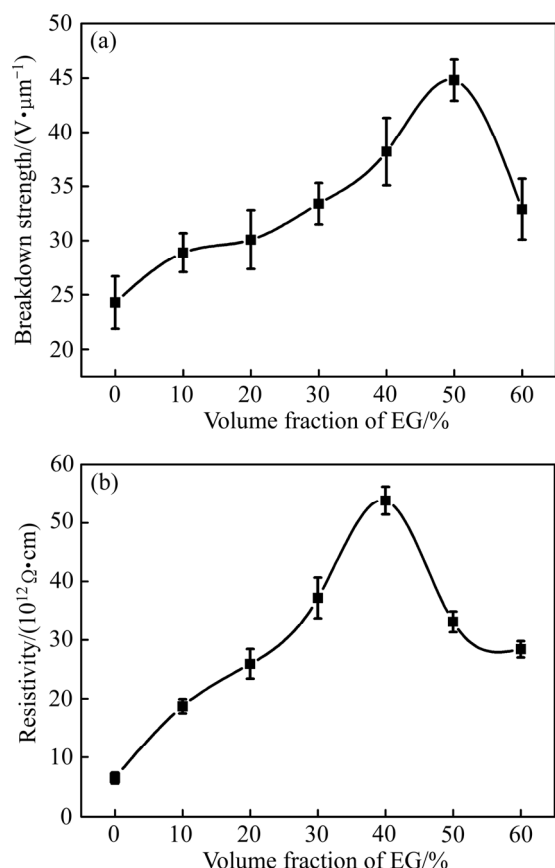 (a)
Breakdown strength/(V•μm⁻¹)
50
45
40
35
30
25
20
0 10 20 30 40 50 60
Volume fraction of EG/%
(b)
Resistivity/(10¹² Ω•cm)
60
50
40
30
20
10
0
0 10 20 30 40 50 60
Volume fraction of EG/%